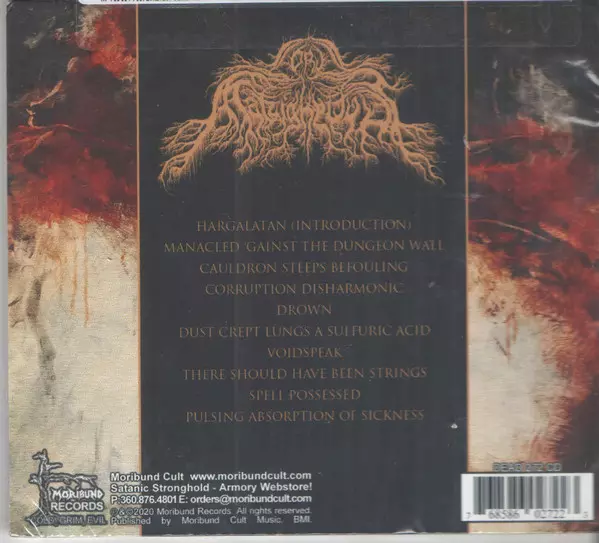 HARGALATAN (INTRODUCTION)
MANACLED 'GAINST THE DUNGEON WALL
CAULDRON STEEPS BEFOULING
CORRUPTION DISHARMONIC
DROWN
DUST CREPT LUNGS A SULFURIC ACID
VOIDSPEAK
THERE SHOULD HAVE BEEN STRINGS
SPELL POSSESSED
PULSING ABSORPTION OF SICKNESS
MORIBUND
RECORDS
OLD, GRIM, EVIL
Moribund Cult www.moribundcult.com
Satanic Stronghold - Armory Webstore!
P:360.876.4801 E: orders@moribundcult.com
℗&©2020 Moribund Records. All rights reserved.
Published by Moribund Cult Music. BMI.